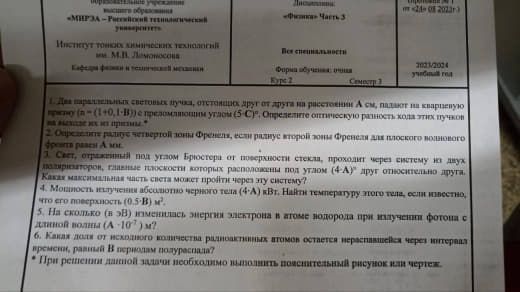 образовательное учреждение
высшего образования
«МИРЭА – Российский технологический
университет»
Институт тонких химических технологий
им. М.В. Ломоносова
Кафедра физики и технической механики
Дисциплина:
«Физика» Часть 3
Все специальности
Форма обучения: очная
Курс 2 Семестр 3
Протокол № 1
от «24» 08 2023г.)
2023/2024
учебный год
1. Два параллельных световых пучка, отстоящих друг от друга на расстоянии A см, падают на кварцевую
призму (n = (1+0,1·B)) с преломляющим углом (5·C)°. Определите оптическую разность хода этих пучков
на выходе их из призмы.*
2. Определите радиус четвертой зоны Френеля, если радиус второй зоны Френеля для плоского волнового
фронта равен A мм.
3. Свет, отраженный под углом Брюстера от поверхности стекла, проходит через систему из двух
поляризаторов, главные плоскости которых расположены под углом (4·A)° друг относительно друга.
Какая максимальная часть света может пройти через эту систему?
4. Мощность излучения абсолютно черного тела (4·A) кВт. Найти температуру этого тела, если известно,
что его поверхность (0.5·B) м².
5. На сколько (в эВ) изменилась энергия электрона в атоме водорода при излучении фотона с
длиной волны (A ·10⁻⁷ ) м?
6. Какая доля от исходного количества радиоактивных атомов остается нераспавшейся через интервал
времени, равный B периодам полураспада?
* При решении данной задачи необходимо выполнить пояснительный рисунок или чертеж.